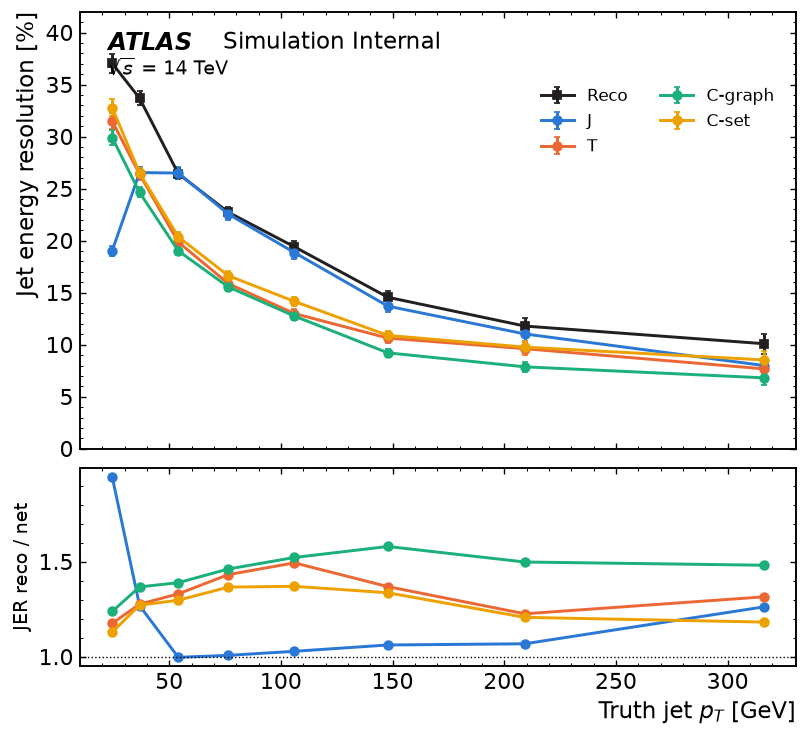 ATLAS Simulation Internal
√s = 14 TeV
Reco
J
T
C-graph
C-set
Jet energy resolution [%]
40
35
30
25
20
15
10
5
0
JER reco / net
1.5
1.0
50 100 150 200 250 300
Truth jet p_T [GeV]